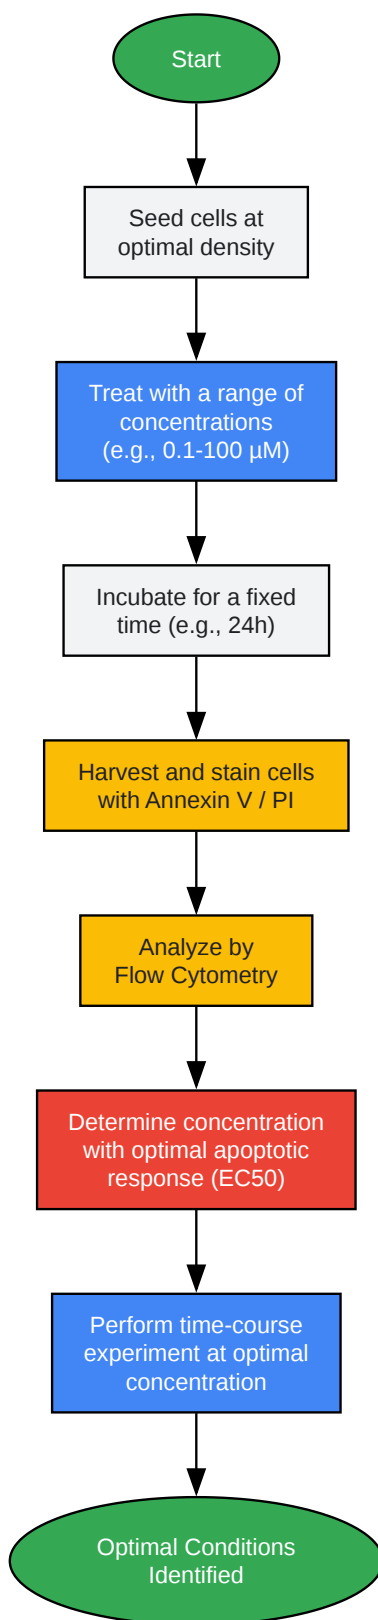 Start
Seed cells at
optimal density
Treat with a range of
concentrations
(e.g., 0.1-100 µM)
Incubate for a fixed
time (e.g., 24h)
Harvest and stain cells
with Annexin V / PI
Analyze by
Flow Cytometry
Determine concentration
with optimal apoptotic
response (EC50)
Perform time-course
experiment at optimal
concentration
Optimal Conditions
Identified